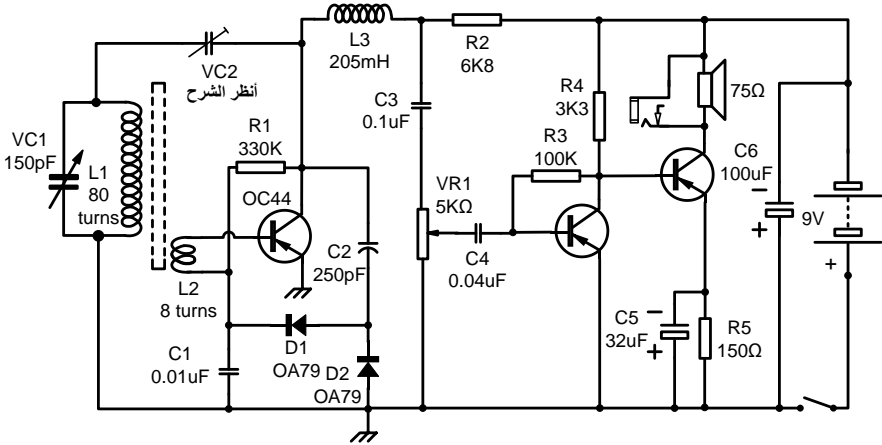 L3
205mH
R2
6K8
VC2
أنظر الشرح
C3
0.1uF
R4
3K3
75Ω
VC1
150pF
L1
80
turns
R1
330K
OC44
R3
100K
VR1
5KΩ
C6
100uF
9V
C2
250pF
C4
0.04uF
L2
8 turns
C1
0.01uF
D1
OA79
D2
OA79
C5
32uF
R5
150Ω